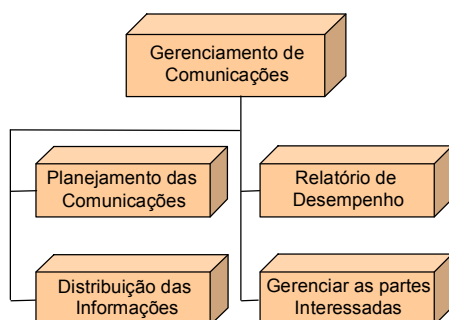 Gerenciamento de
Comunicações
Planejamento das
Comunicações
Relatório de
Desempenho
Distribuição das
Informações
Gerenciar as partes
Interessadas